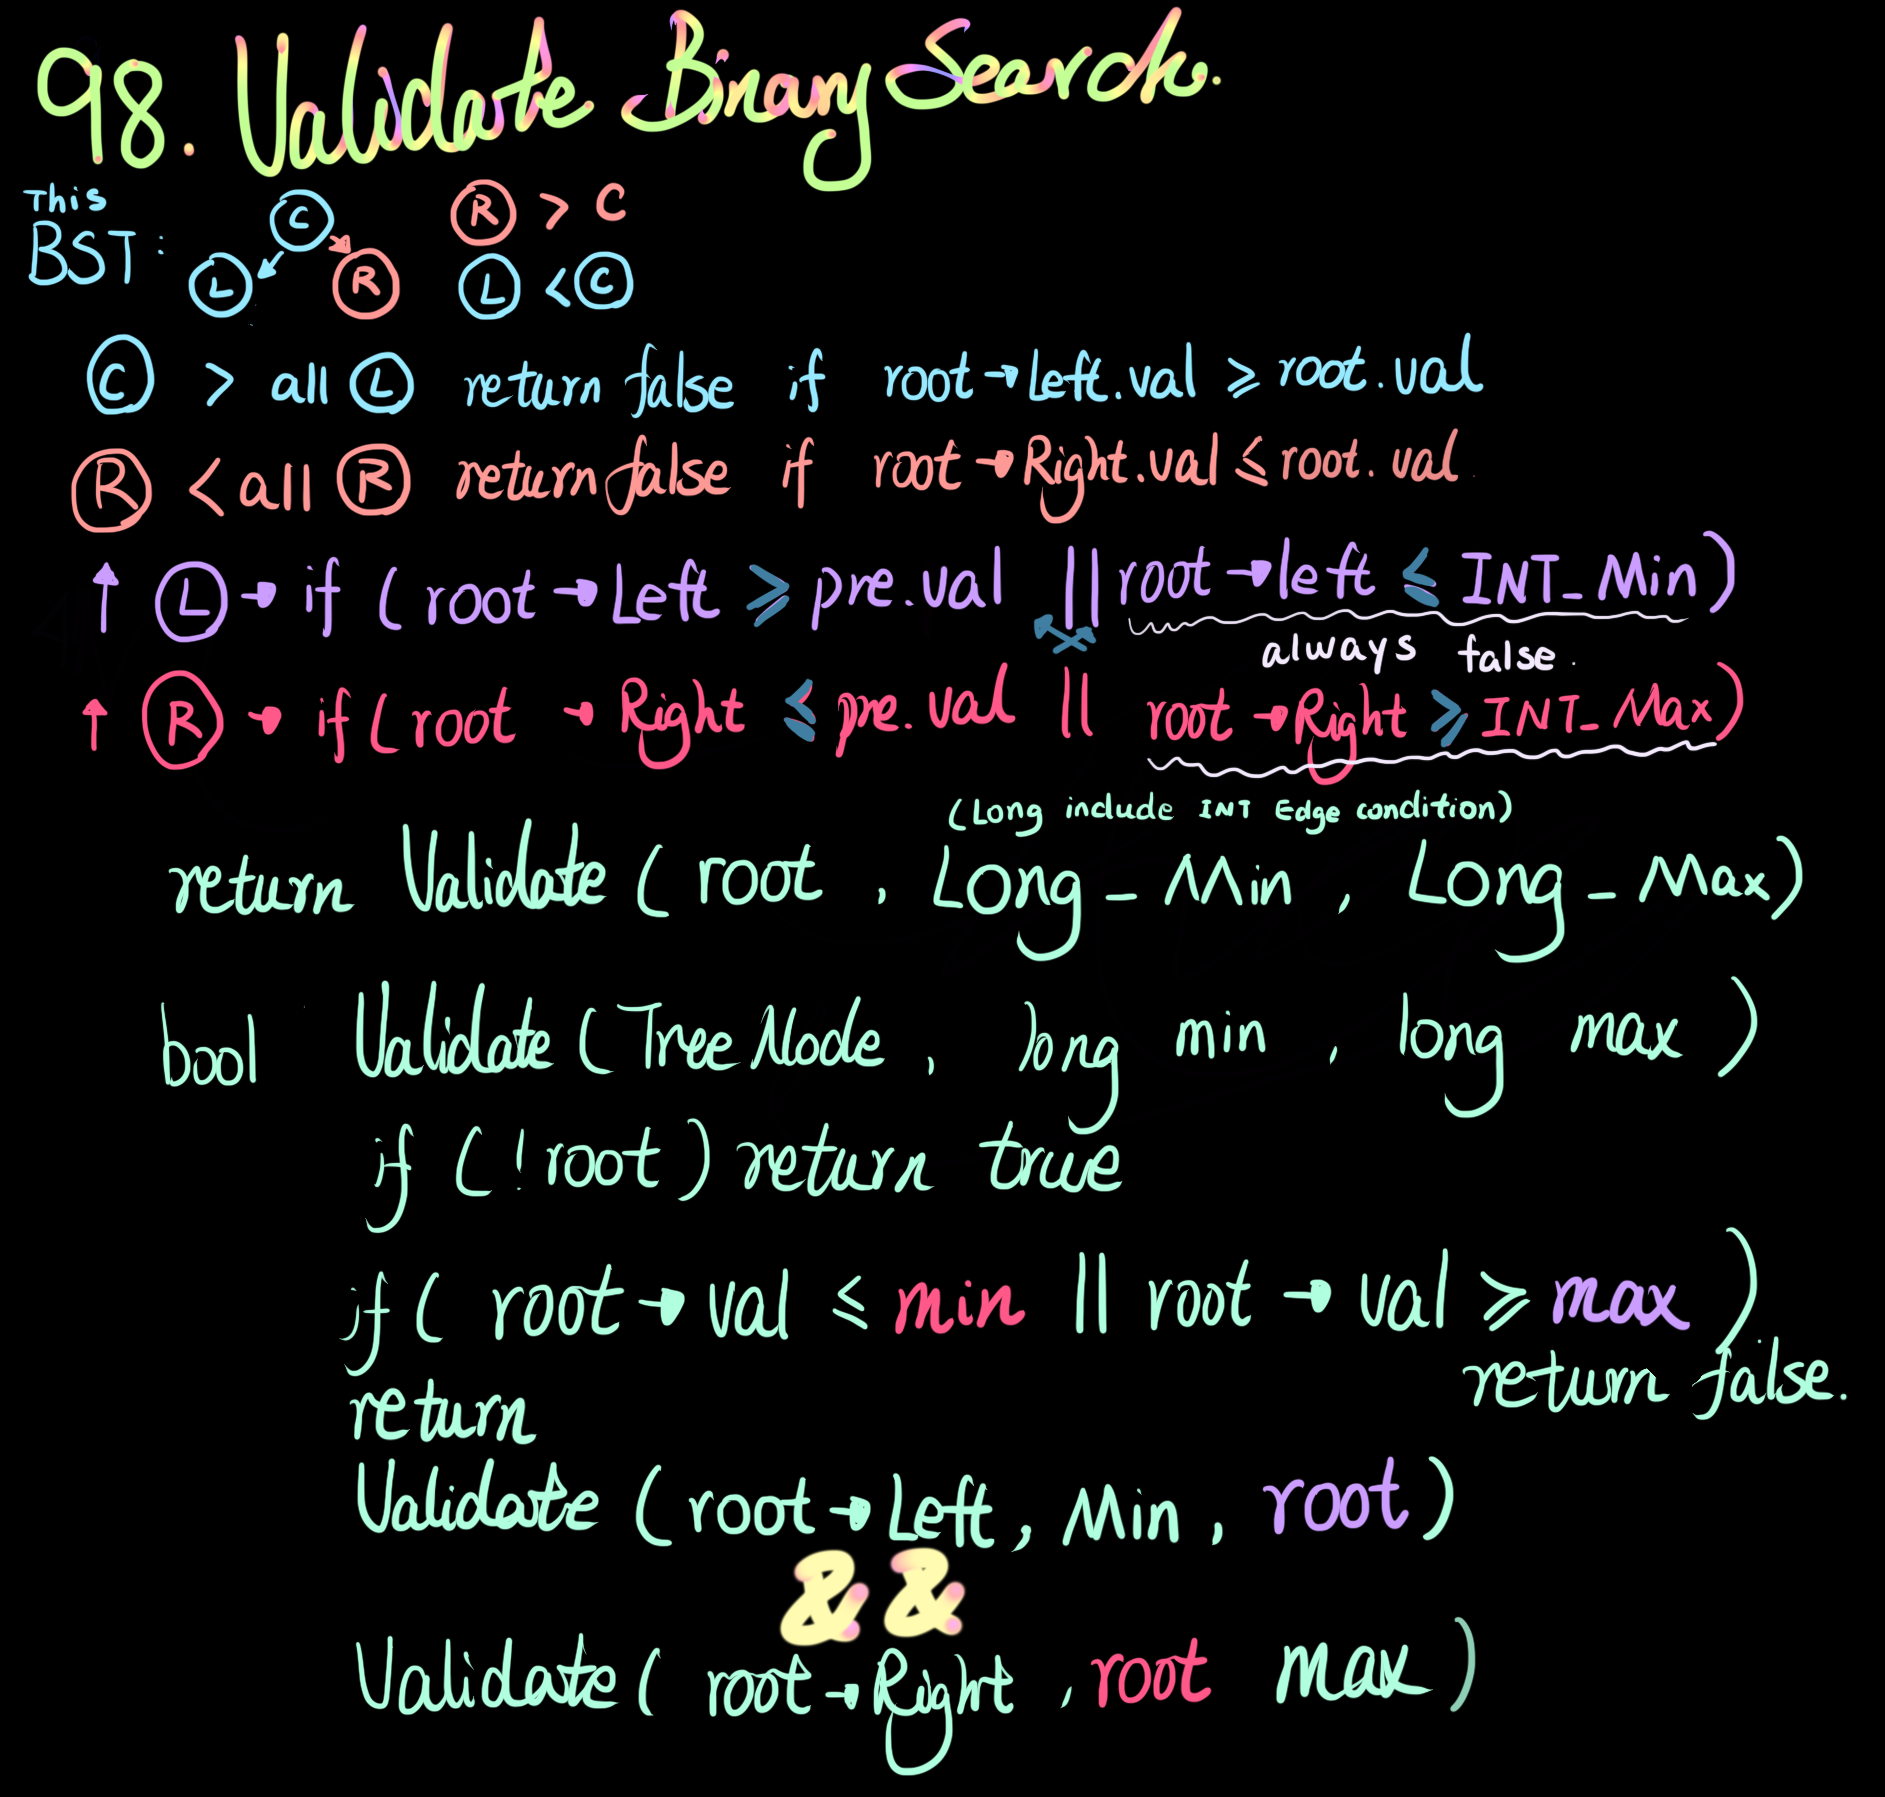 98. Validate Binary Search.
This
BST: C R > C
L R L < C
C > all L return false if root→Left.val ≥ root.val
R < all R return false if root→Right.val ≤ root.val
↑ L → if (root→Left ≥ pre.val || root→left ≤ INT_Min)
always false.
↑ R → if (root → Right ≤ pre.val || root→Right ≥ INT_Max)
(Long include INT Edge condition)
return Validate (root, Long_Min, Long_Max)
bool Validate (TreeNode, long min, long max)
if (!root) return true
if (root→val ≤ min || root→val ≥ max)
return false.
return
Validate (root→Left, Min, root)
&&
Validate (root→Right, root max)